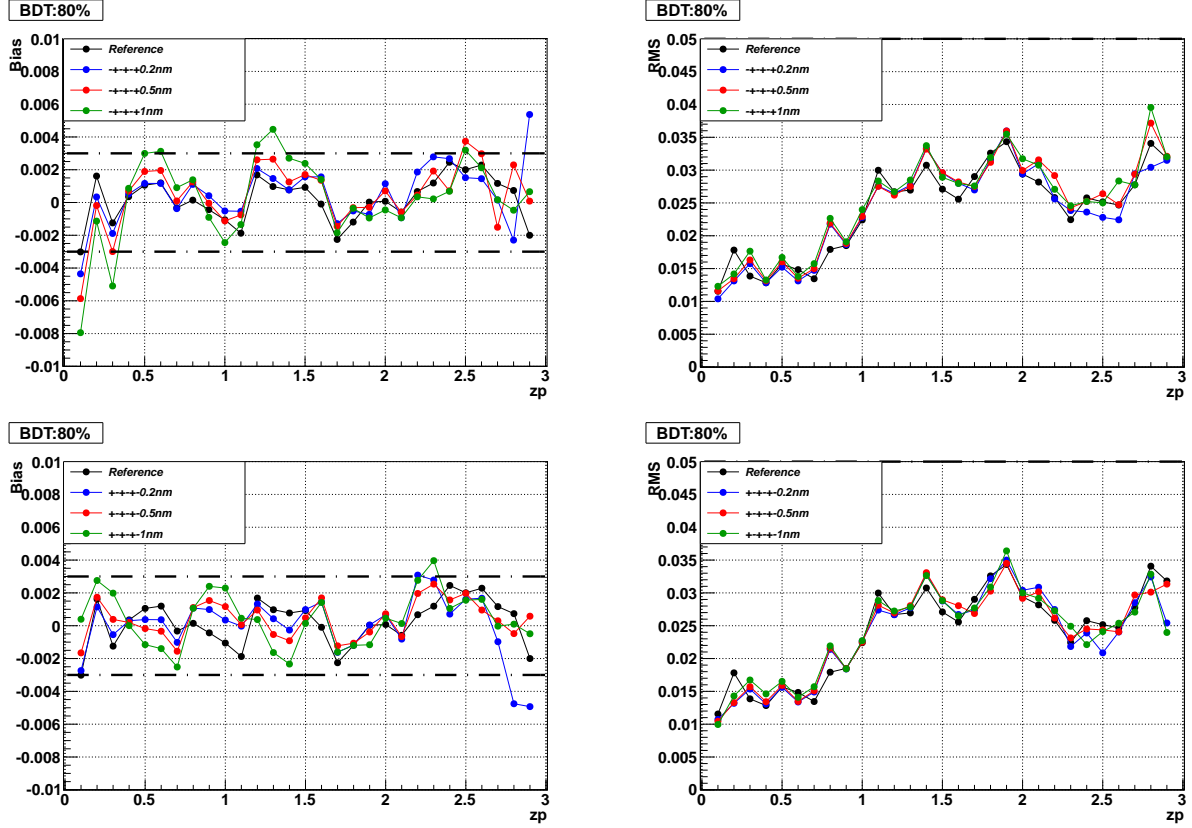 BDT:80%
Bias
0.01
0.008
0.006
0.004
0.002
0
-0.002
-0.004
-0.006
-0.008
-0.01
Reference
-+-+-+0.2nm
-+-+-+0.5nm
-+-+-+1nm
0 0.5 1 1.5 2 2.5 3
zp
BDT:80%
RMS
0.05
0.045
0.04
0.035
0.03
0.025
0.02
0.015
0.01
0.005
0
Reference
-+-+-+0.2nm
-+-+-+0.5nm
-+-+-+1nm
0 0.5 1 1.5 2 2.5 3
zp
BDT:80%
Bias
0.01
0.008
0.006
0.004
0.002
0
-0.002
-0.004
-0.006
-0.008
-0.01
Reference
+-+-+-0.2nm
+-+-+-0.5nm
+-+-+-1nm
0 0.5 1 1.5 2 2.5 3
zp
BDT:80%
RMS
0.05
0.045
0.04
0.035
0.03
0.025
0.02
0.015
0.01
0.005
0
Reference
+-+-+-0.2nm
+-+-+-0.5nm
+-+-+-1nm
0 0.5 1 1.5 2 2.5 3
zp